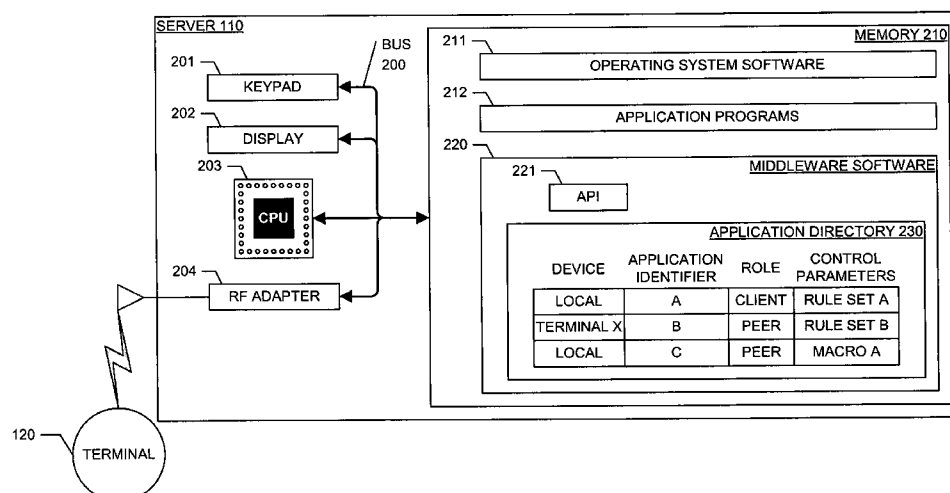 SERVER 110
BUS
200
201
KEYPAD
202
DISPLAY
203
CPU
204
RF ADAPTER
120
TERMINAL
MEMORY 210
211
OPERATING SYSTEM SOFTWARE
212
APPLICATION PROGRAMS
220
MIDDLEWARE SOFTWARE
221
API
APPLICATION DIRECTORY 230
DEVICE APPLICATION IDENTIFIER ROLE CONTROL PARAMETERS
LOCAL A CLIENT RULE SET A
TERMINAL X B PEER RULE SET B
LOCAL C PEER MACRO A